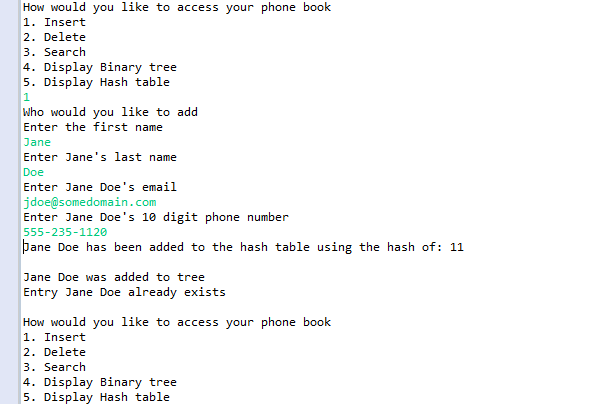 How would you like to access your phone book
1. Insert
2. Delete
3. Search
4. Display Binary tree
5. Display Hash table
1
Who would you like to add
Enter the first name
Jane
Enter Jane's last name
Doe
Enter Jane Doe's email
jdoe@somedomain.com
Enter Jane Doe's 10 digit phone number
555-235-1120
Jane Doe has been added to the hash table using the hash of: 11
Jane Doe was added to tree
Entry Jane Doe already exists
How would you like to access your phone book
1. Insert
2. Delete
3. Search
4. Display Binary tree
5. Display Hash table